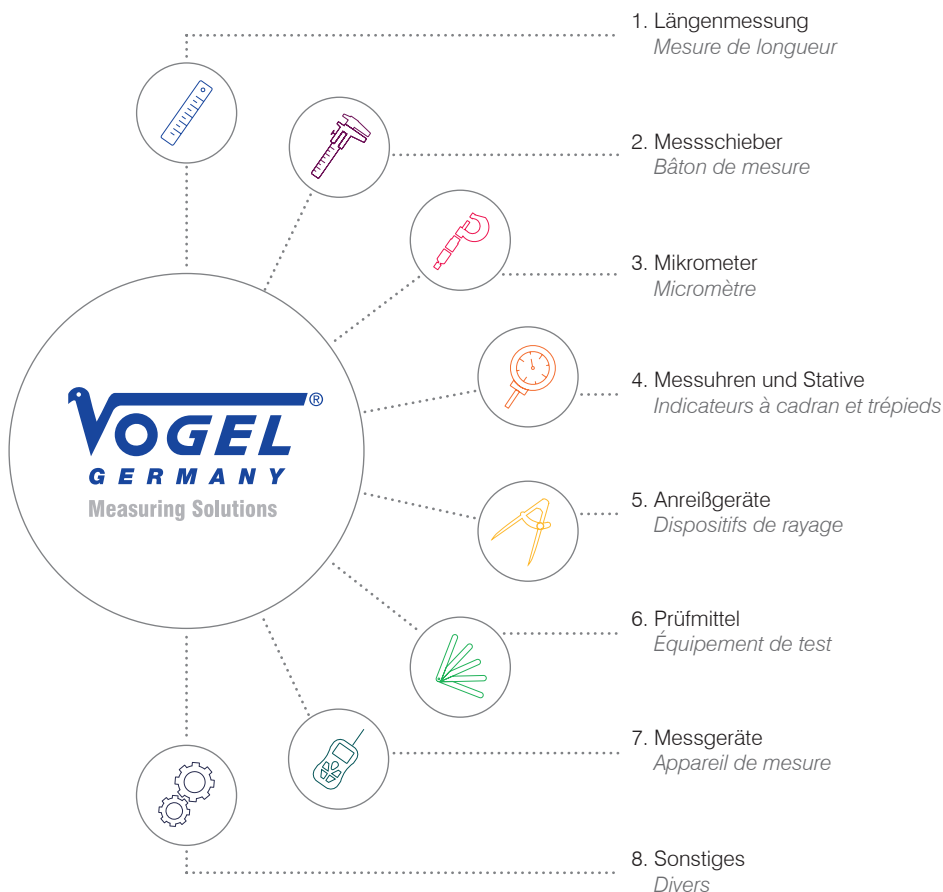 1. Längenmessung
Mesure de longueur
2. Messschieber
Bâton de mesure
3. Mikrometer
Micromètre
4. Messuhren und Stative
Indicateurs à cadran et trépieds
VOGEL®
GERMANY
Measuring Solutions
5. Anreißgeräte
Dispositifs de rayage
6. Prüfmittel
Équipement de test
7. Messgeräte
Appareil de mesure
8. Sonstiges
Divers